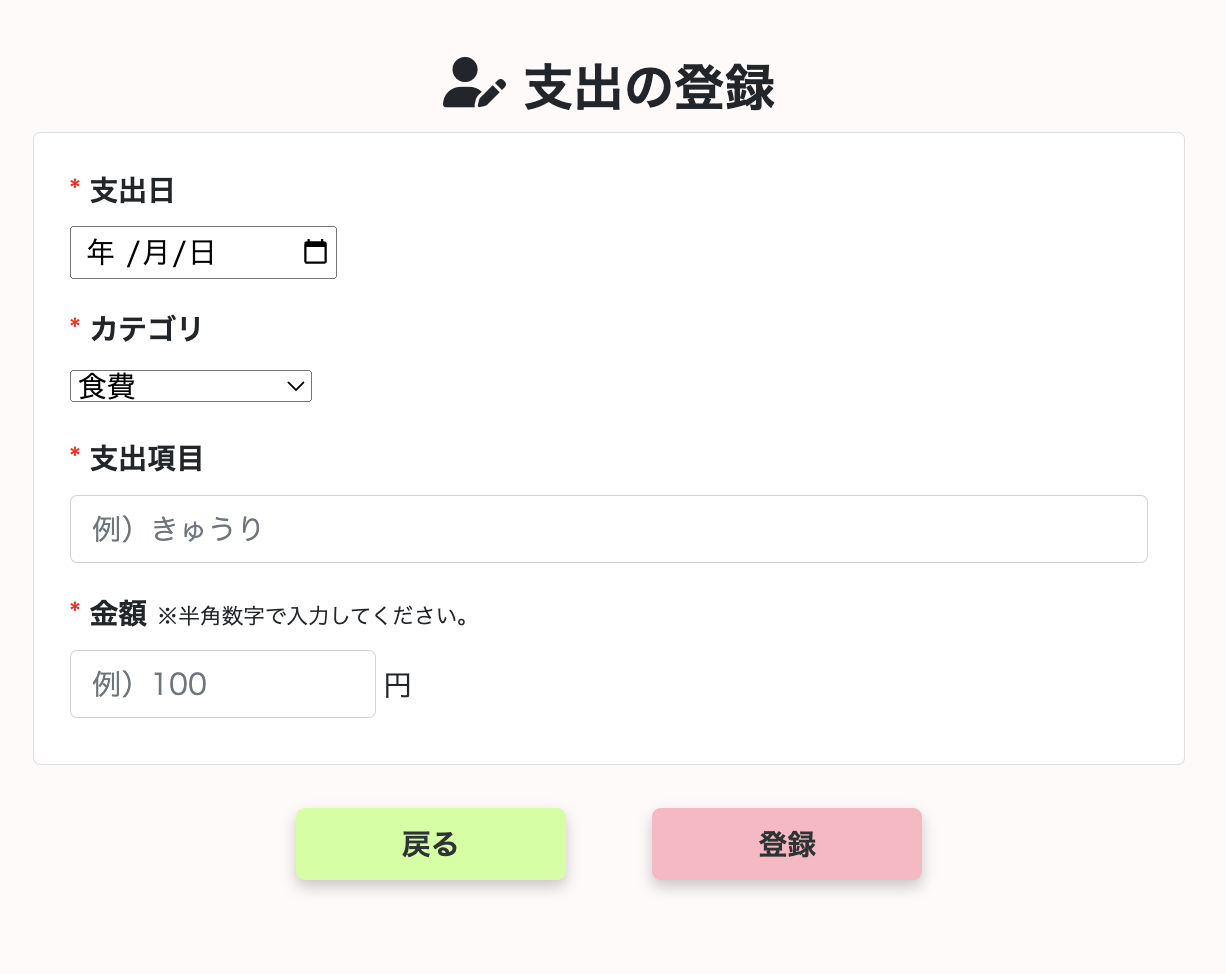 支出の登録
* 支出日
年 /月/日
* カテゴリ
食費
* 支出項目
例）きゅうり
* 金額 ※半角数字で入力してください。
例）100 円
戻る 登録